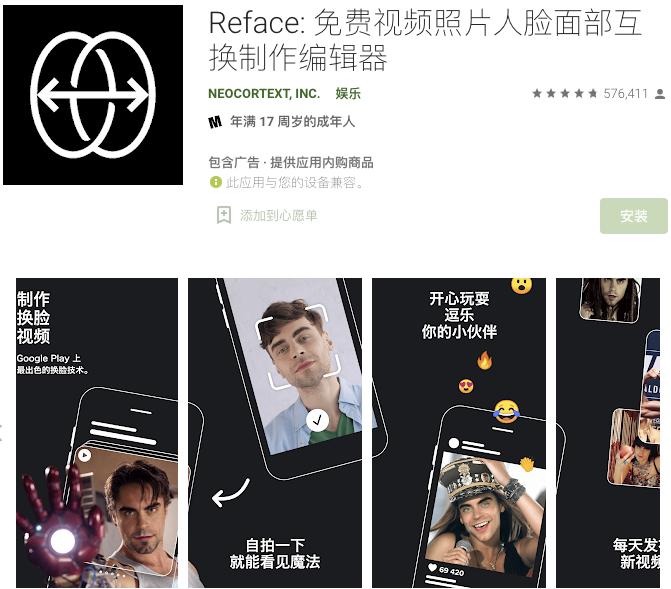 Reface: 免费视频照片人脸面部互
换制作编辑器
NEOCORTEXT, INC. 娱乐
576,411
年满 17 周岁的成年人
包含广告 · 提供应用内购商品
此应用与您的设备兼容。
添加到心愿单
安装
制作
换脸
视频
Google Play 上
最出色的换脸技术。
自拍一下
就能看见魔法
开心玩耍
逗乐
你的小伙伴
69 420
每天发
新视频